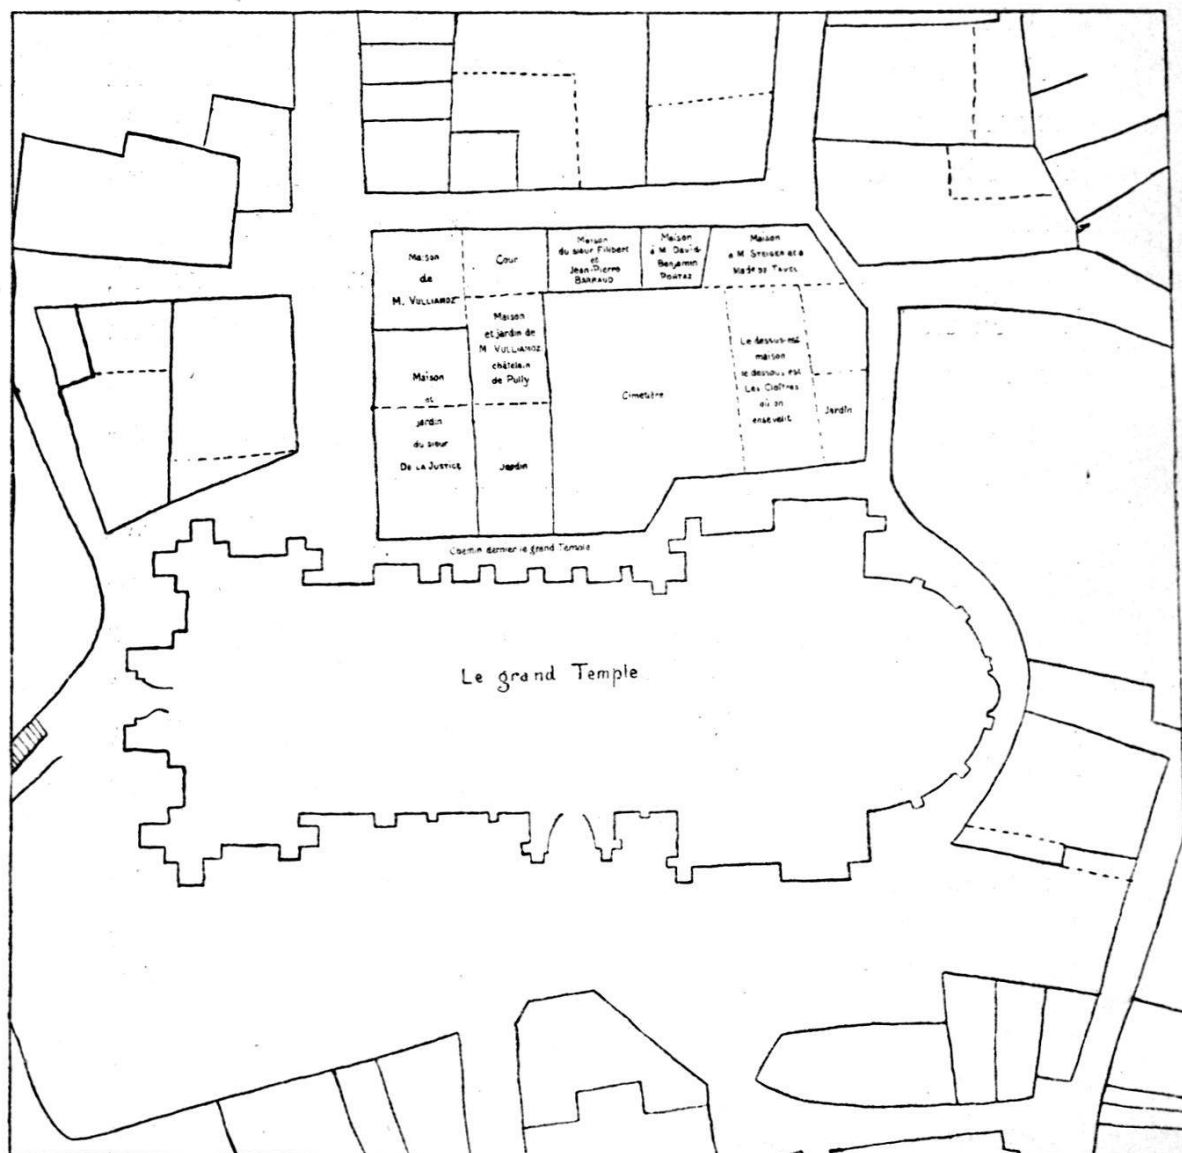 Maison
de
M. VULLIAMOZ
Cour
Maison
du sieur Filibert
et
Jean-Pierre
BARRAUD
Maison
à M. David-
Benjamin
PORTAZ
Maison
à M. STEIGER et à
Made DE TAVEL
Maison
et jardin de
M. VULLIAMOZ
châtelain
de Pully
Maison
et
jardin
du sieur
DE LA JUSTICE
Jardin
Cimetière
Le dessus est
maison
le dessous est
Les Cloîtres
où on
ensevelit
Jardin
Chemin dernier le grand Temple
Le grand Temple